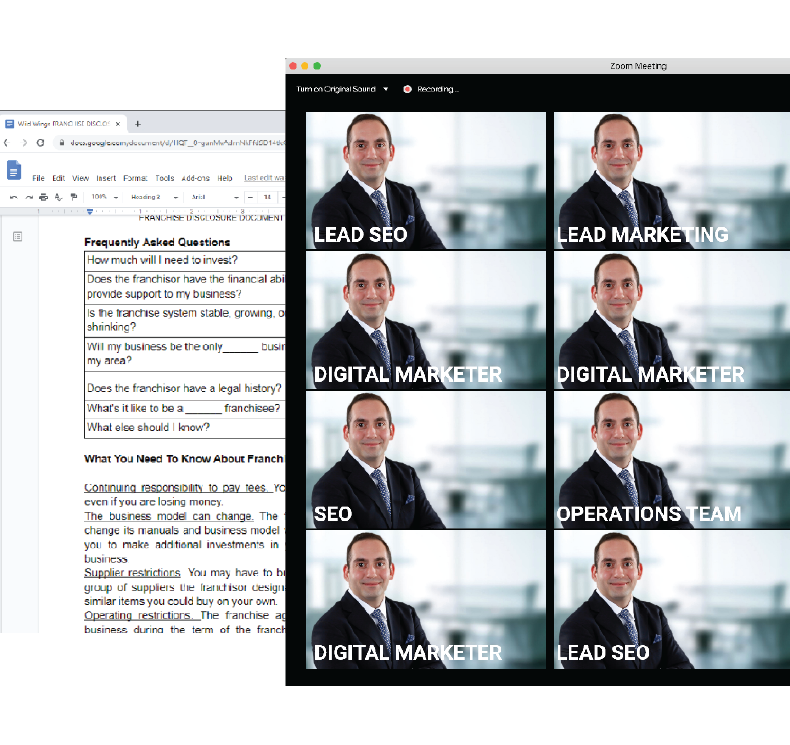 Wild Wings FRANCHISE DISCLOS
docs.google.com/document/d/
File Edit View Insert Format Tools Add-ons Help Last edit wa
100% Heading 2 Arial 14
FRANCHISE DISCLOSURE DOCUMENT
Frequently Asked Questions
How much will I need to invest?
Does the franchisor have the financial abi
provide support to my business?
Is the franchise system stable, growing, o
shrinking?
Will my business be the only______ busin
my area?
Does the franchisor have a legal history?
What's it like to be a ______ franchisee?
What else should I know?
What You Need To Know About Franch
Continuing responsibility to pay fees. Yo
even if you are losing money.
The business model can change. The
change its manuals and business model
you to make additional investments in
business
Supplier restrictions You may have to bu
group of suppliers the franchisor design
similar items you could buy on your own.
Operating restrictions. The franchise ag
business during the term of the franch
Zoom Meeting
Turn on Original Sound Recording...
LEAD SEO
LEAD MARKETING
DIGITAL MARKETER
DIGITAL MARKETER
SEO
OPERATIONS TEAM
DIGITAL MARKETER
LEAD SEO